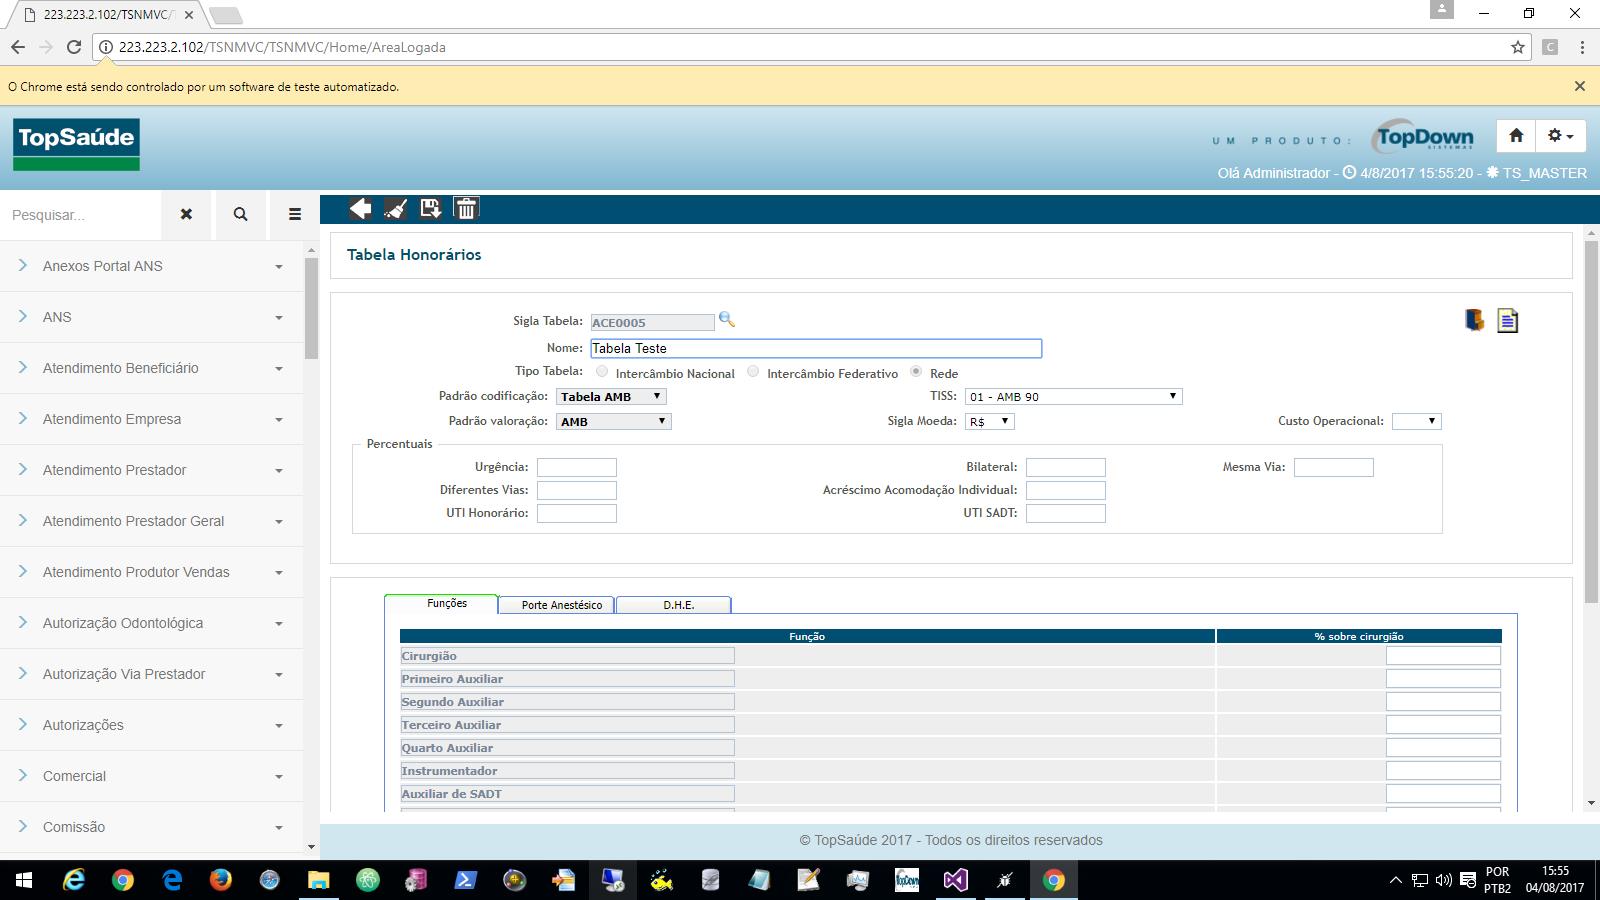 223.223.2.102/TSNMVC/T
223.223.2.102/TSNMVC/TSNMVC/Home/AreaLogada
C
O Chrome está sendo controlado por um software de teste automatizado.
TopSaúde
UM PRODUTO:
TopDown
SISTEMAS
Olá Administrador - 4/8/2017 15:55:20 - TS_MASTER
Pesquisar...
Anexos Portal ANS
ANS
Atendimento Beneficiário
Atendimento Empresa
Atendimento Prestador
Atendimento Prestador Geral
Atendimento Produtor Vendas
Autorização Odontológica
Autorização Via Prestador
Autorizações
Comercial
Comissão
Tabela Honorários
Sigla Tabela: ACE0005
Nome: Tabela Teste
Tipo Tabela: Intercâmbio Nacional Intercâmbio Federativo Rede
Padrão codificação: Tabela AMB TISS: 01 - AMB 90
Padrão valoração: AMB Sigla Moeda: R$ Custo Operacional:
Percentuais
Urgência: Bilateral: Mesma Via:
Diferentes Vias: Acréscimo Acomodação Individual:
UTI Honorário: UTI SADT:
Funções Porte Anestésico D.H.E.
Função % sobre cirurgião
Cirurgião
Primeiro Auxiliar
Segundo Auxiliar
Terceiro Auxiliar
Quarto Auxiliar
Instrumentador
Auxiliar de SADT
© TopSaúde 2017 - Todos os direitos reservados
TopDown
POR
PTB2
15:55
04/08/2017